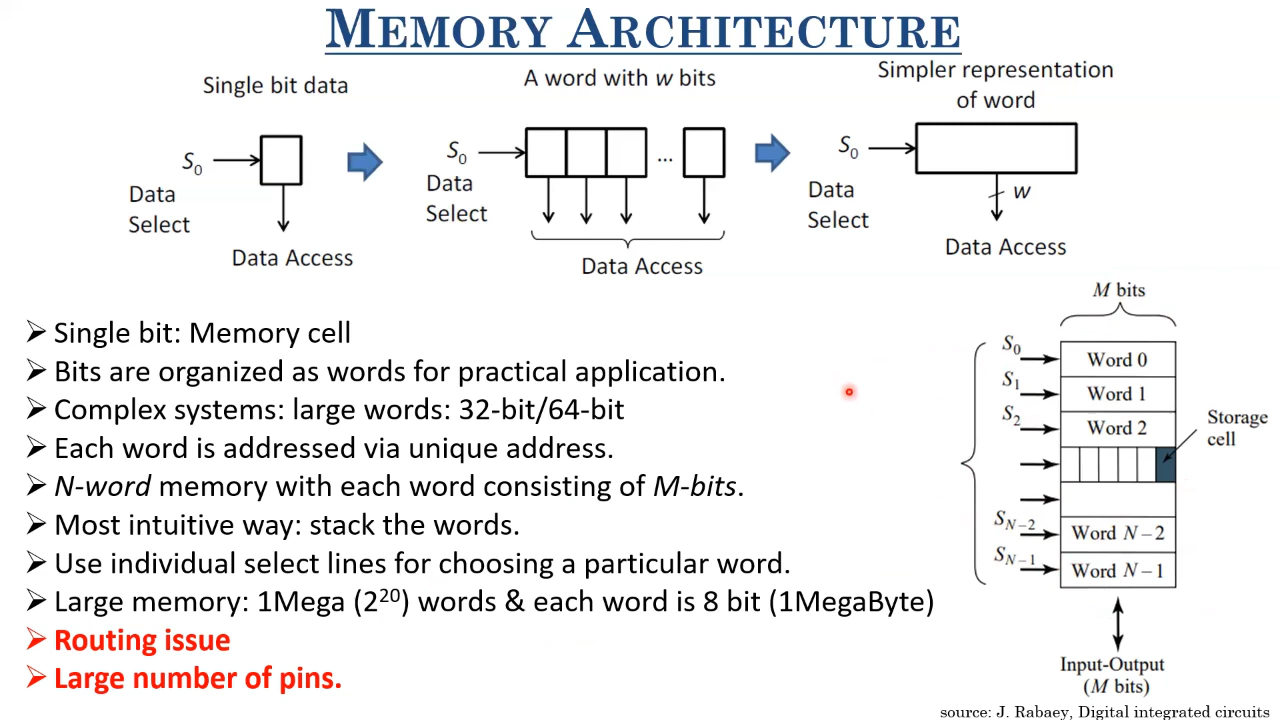 MEMORY ARCHITECTURE
Single bit data
S₀
Data
Select
Data Access
A word with w bits
S₀
...
Data
Select
Data Access
Simpler representation
of word
S₀
w
Data
Select
Data Access
➢ Single bit: Memory cell
➢ Bits are organized as words for practical application.
➢ Complex systems: large words: 32-bit/64-bit
➢ Each word is addressed via unique address.
➢ N-word memory with each word consisting of M-bits.
➢ Most intuitive way: stack the words.
➢ Use individual select lines for choosing a particular word.
➢ Large memory: 1Mega (2²⁰) words & each word is 8 bit (1MegaByte)
➢ Routing issue
➢ Large number of pins.
M bits
S₀
Word 0
S₁
Word 1
S₂
Word 2
Storage
cell
S_{N−2}
Word N−2
S_{N−1}
Word N−1
Input-Output
(M bits)
source: J. Rabaey, Digital integrated circuits